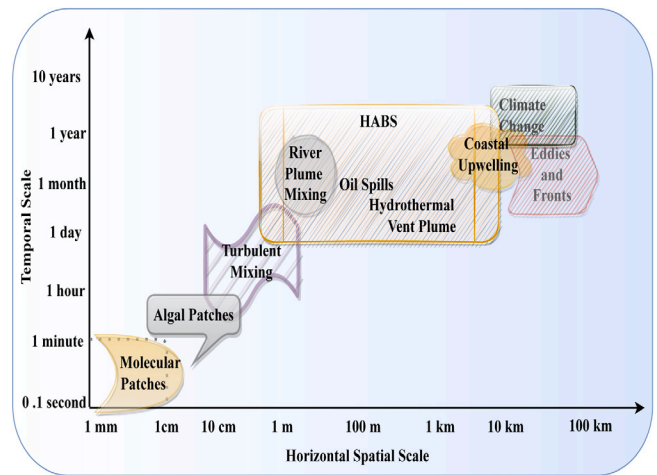 10 years
1 year
1 month
1 day
1 hour
1 minute
0 .1 second
Temporal Scale
HABS
River
Plume
Mixing
Oil Spills
Hydrothermal
Vent Plume
Coastal
Upwelling
Climate
Change
Eddies
and
Fronts
Turbulent
Mixing
Algal Patches
Molecular
Patches
1 mm
1cm
10 cm
1 m
100 m
1 km
10 km
100 km
Horizontal Spatial Scale